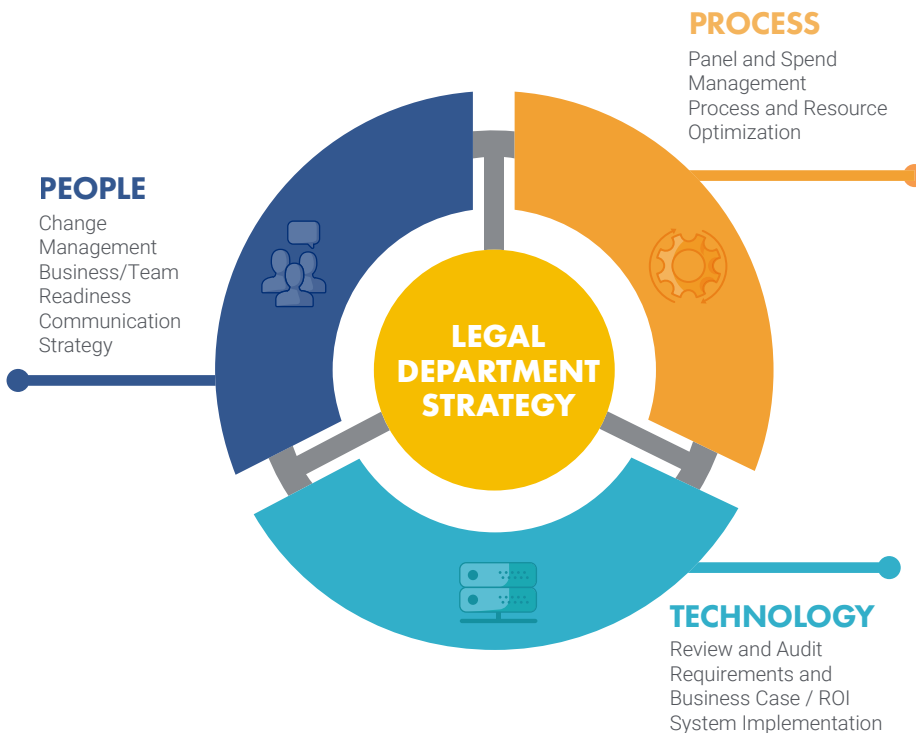 PROCESS
Panel and Spend
Management
Process and Resource
Optimization
PEOPLE
Change
Management
Business/Team
Readiness
Communication
Strategy
LEGAL
DEPARTMENT
STRATEGY
TECHNOLOGY
Review and Audit
Requirements and
Business Case / ROI
System Implementation